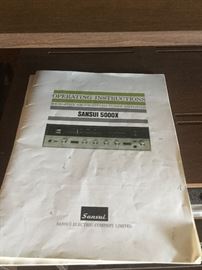 OPERATING INSTRUCTIONS
SANSUI 5000X
Sansui
SANSUI ELECTRIC COMPANY LIMITED